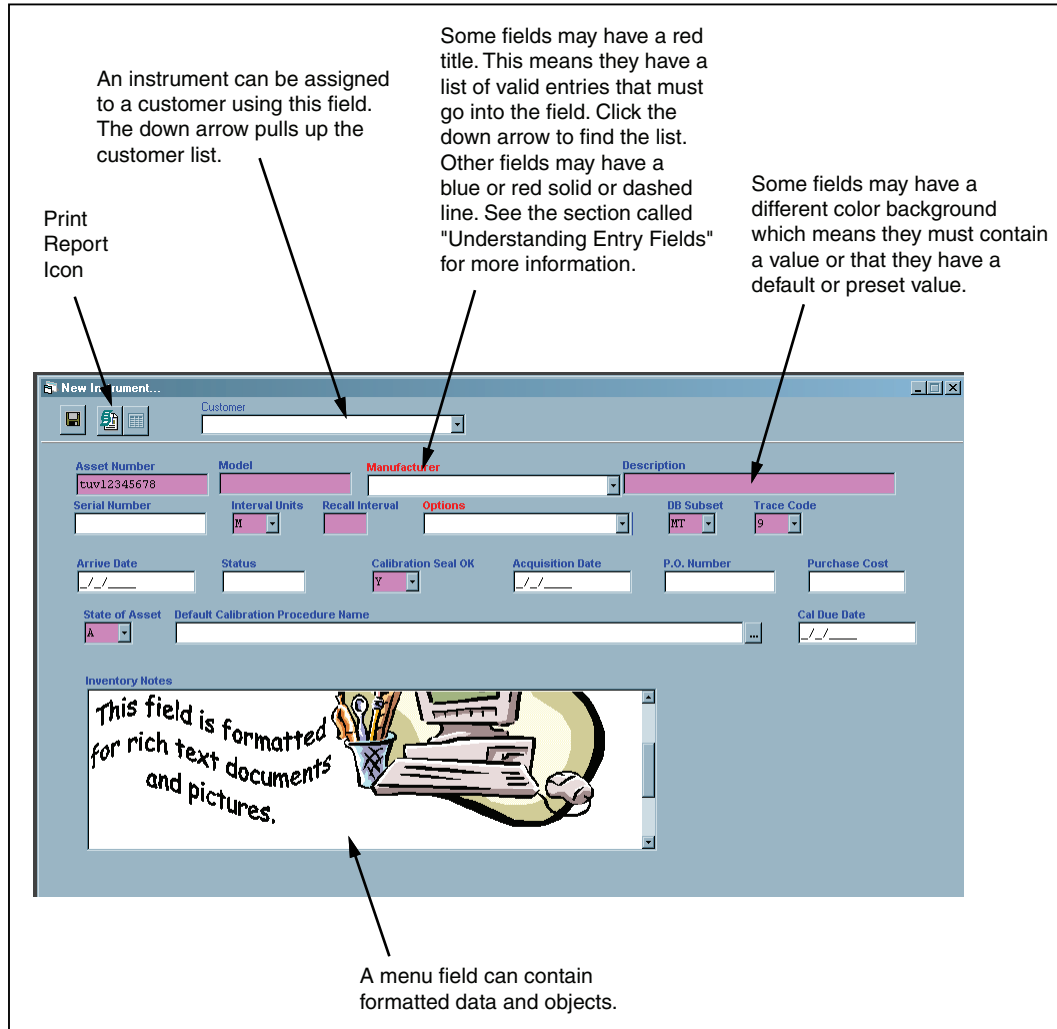 Some fields may have a red
title. This means they have a
list of valid entries that must
go into the field. Click the
down arrow to find the list.
Other fields may have a
blue or red solid or dashed
line. See the section called
"Understanding Entry Fields"
for more information.
An instrument can be assigned
to a customer using this field.
The down arrow pulls up the
customer list.
Some fields may have a
different color background
which means they must contain
a value or that they have a
default or preset value.
Print
Report
Icon
New Instrument...
Customer
Asset Number Model Manufacturer Description
tuv12345678
Serial Number Interval Units Recall Interval Options DB Subset Trace Code
M MT 9
Arrive Date Status Calibration Seal OK Acquisition Date P.O. Number Purchase Cost
_/_/____ Y _/_/____
State of Asset Default Calibration Procedure Name Cal Due Date
A ... _/_/____
Inventory Notes
This field is formatted
for rich text documents
and pictures.
A menu field can contain
formatted data and objects.